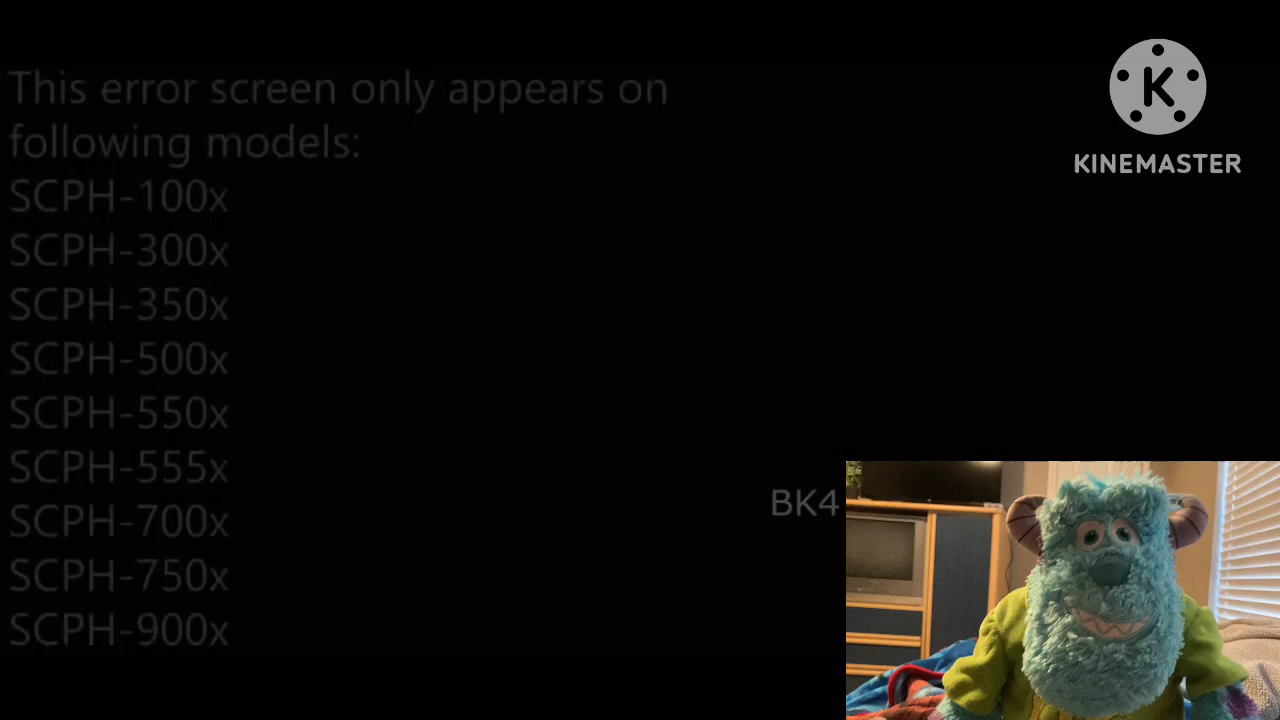 This error screen only appears on
following models:
SCPH-100x
SCPH-300x
SCPH-350x
SCPH-500x
SCPH-550x
SCPH-555x
SCPH-700x
SCPH-750x
SCPH-900x
K
KINEMASTER
BK4